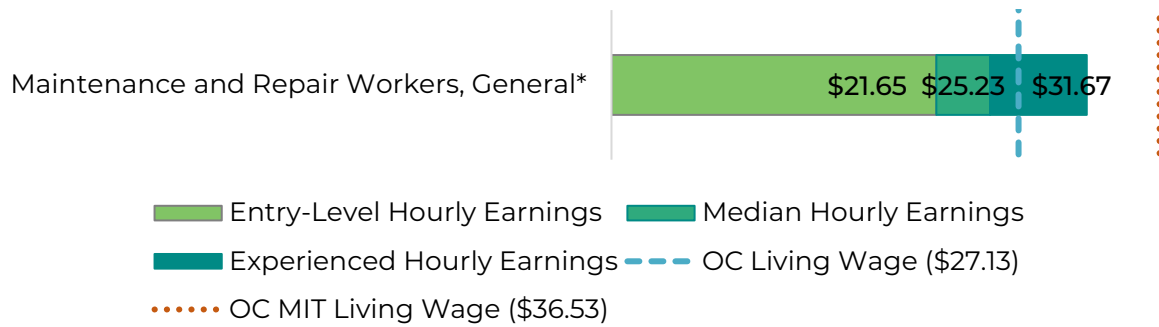 Maintenance and Repair Workers, General* $21.65 $25.23 $31.67
Entry-Level Hourly Earnings Median Hourly Earnings
Experienced Hourly Earnings OC Living Wage ($27.13)
OC MIT Living Wage ($36.53)